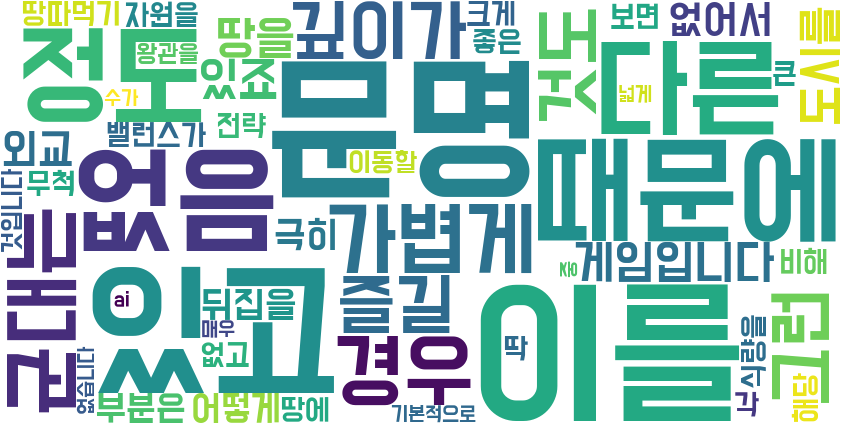 땅따먹기
자원을
깊이가
크게
보면
없어서
도시를
정도
왕관을
땅을
좋은
것도
다른
큰
있죠
수가
문명
넓게
밸런스가
전략
외교
없음
이동할
때문에
무척
것입니다
극히
가볍게
게임입니다
비해
근대
즐길
중
ai
있고
뒤집을
이를
그런
매우
고
경우
딱
식량을
없고
없습니다
부분은
어떻게
땅에
기본적으로
각
해당